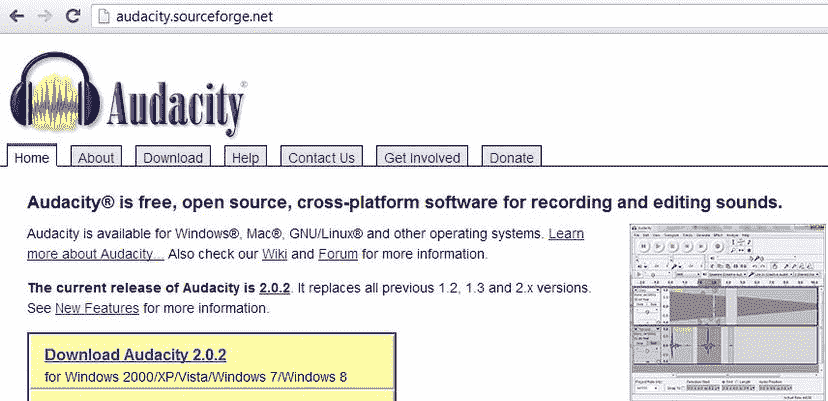 audacity.sourceforge.net
Audacity®
Home About Download Help Contact Us Get Involved Donate
Audacity® is free, open source, cross-platform software for recording and editing sounds.
Audacity is available for Windows®, Mac®, GNU/Linux® and other operating systems. Learn
more about Audacity... Also check our Wiki and Forum for more information.
The current release of Audacity is 2.0.2. It replaces all previous 1.2, 1.3 and 2.x versions.
See New Features for more information.
Download Audacity 2.0.2
for Windows 2000/XP/Vista/Windows 7/Windows 8